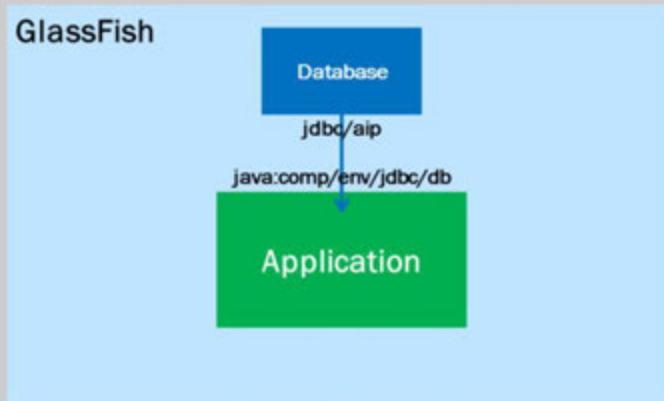 GlassFish
Database
jdbc/aip
java:comp/env/jdbc/db
Application